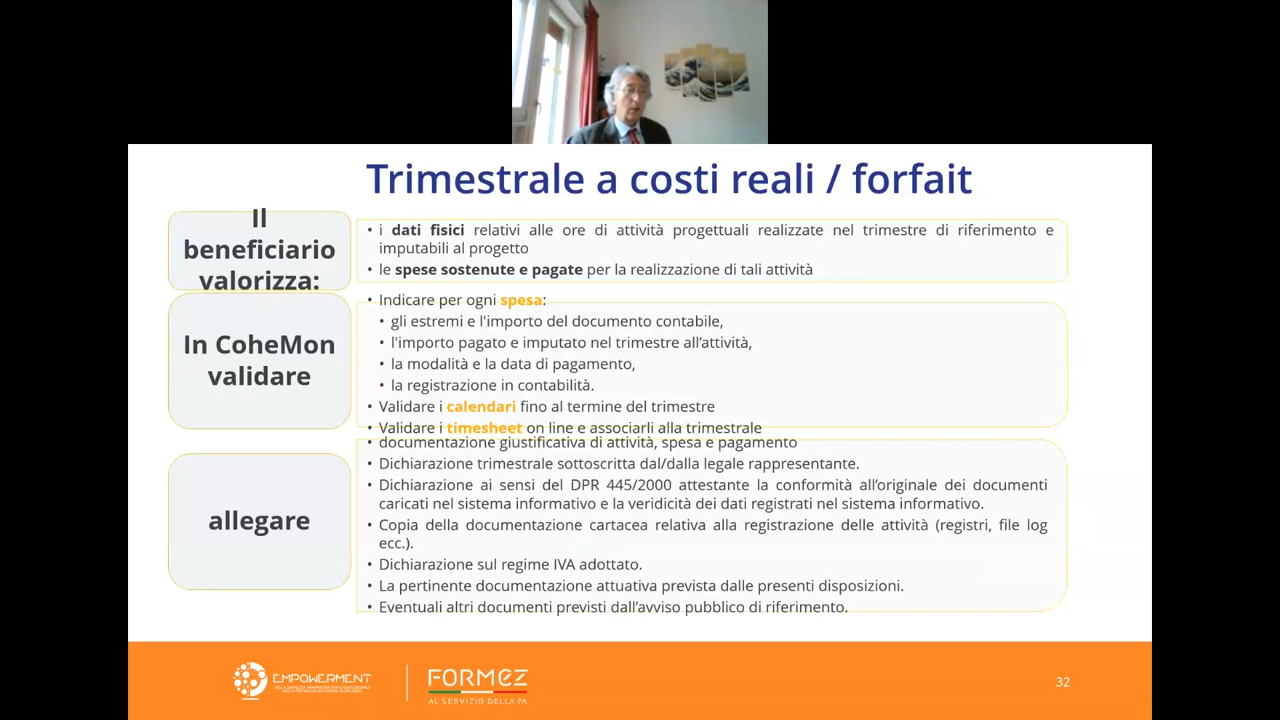 Trimestrale a costi reali / forfait
Il
beneficiario
valorizza:
• i dati fisici relativi alle ore di attività progettuali realizzate nel trimestre di riferimento e
imputabili al progetto
• le spese sostenute e pagate per la realizzazione di tali attività
In CoheMon
validare
• Indicare per ogni spesa:
• gli estremi e l'importo del documento contabile,
• l'importo pagato e imputato nel trimestre all’attività,
• la modalità e la data di pagamento,
• la registrazione in contabilità.
• Validare i calendari fino al termine del trimestre
• Validare i timesheet on line e associarli alla trimestrale
allegare
• documentazione giustificativa di attività, spesa e pagamento
• Dichiarazione trimestrale sottoscritta dal/dalla legale rappresentante.
• Dichiarazione ai sensi del DPR 445/2000 attestante la conformità all’originale dei documenti
caricati nel sistema informativo e la veridicità dei dati registrati nel sistema informativo.
• Copia della documentazione cartacea relativa alla registrazione delle attività (registri, file log
ecc.).
• Dichiarazione sul regime IVA adottato.
• La pertinente documentazione attuativa prevista dalle presenti disposizioni.
• Eventuali altri documenti previsti dall’avviso pubblico di riferimento.
EMPOWERMENT
FORMEZ
AL SERVIZIO DELLA PA
32